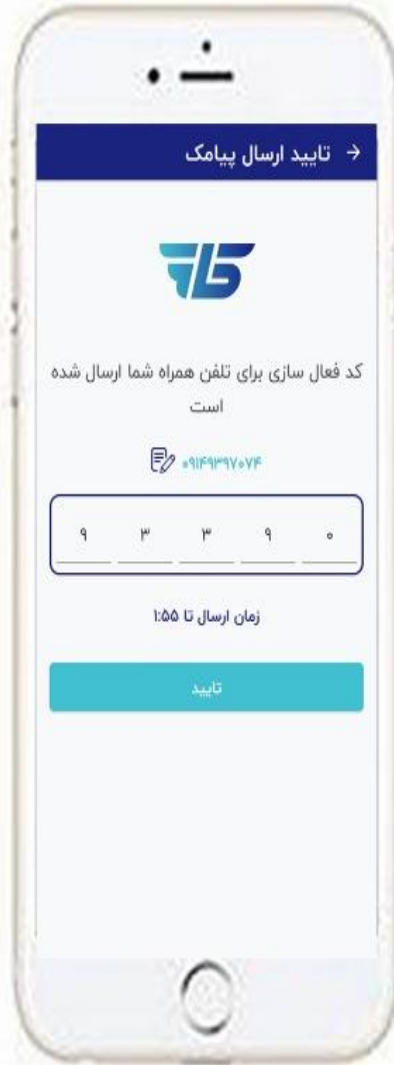 تایید ارسال پیامک
کد فعال سازی برای تلفن همراه شما ارسال شده
است
۰۹۱۴۹۳۹۷۰۷۴
۹ ۳ ۳ ۹ ۰
زمان ارسال تا ۱:۵۵
تایید